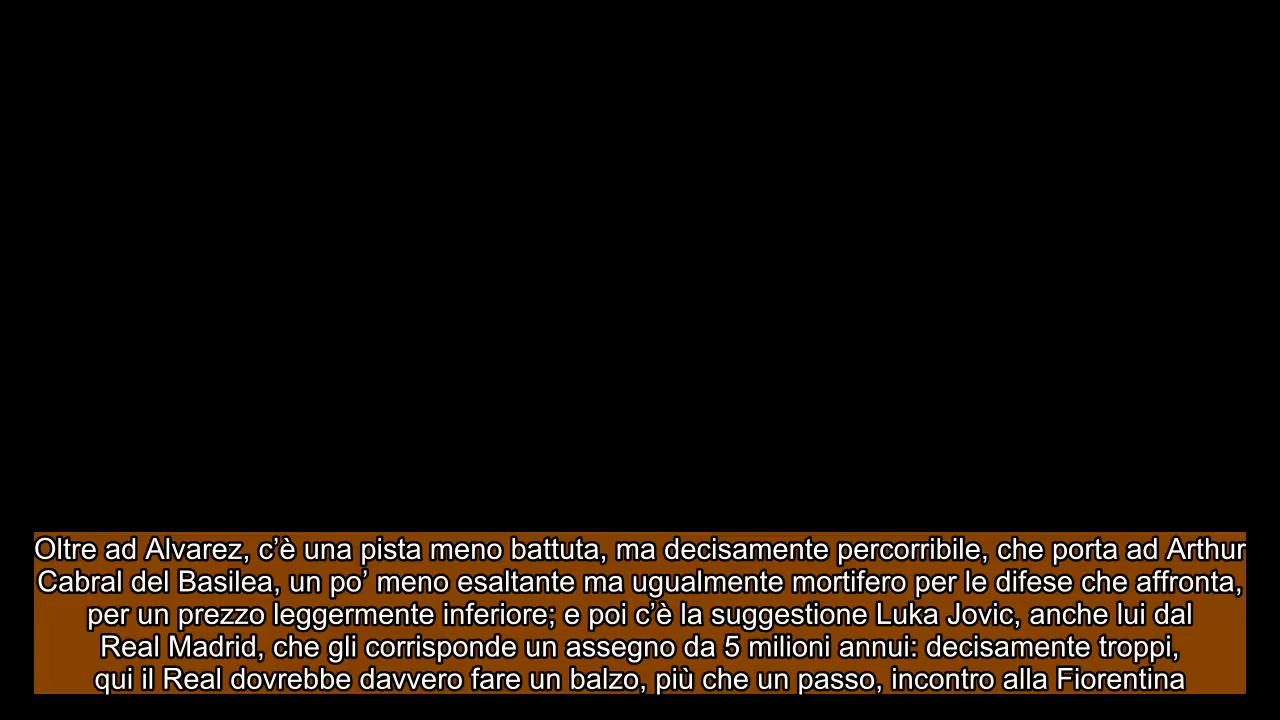 Oltre ad Alvarez, c’è una pista meno battuta, ma decisamente percorribile, che porta ad Arthur
Cabral del Basilea, un po’ meno esaltante ma ugualmente mortifero per le difese che affronta,
per un prezzo leggermente inferiore; e poi c’è la suggestione Luka Jovic, anche lui dal
Real Madrid, che gli corrisponde un assegno da 5 milioni annui: decisamente troppi,
qui il Real dovrebbe davvero fare un balzo, più che un passo, incontro alla Fiorentina